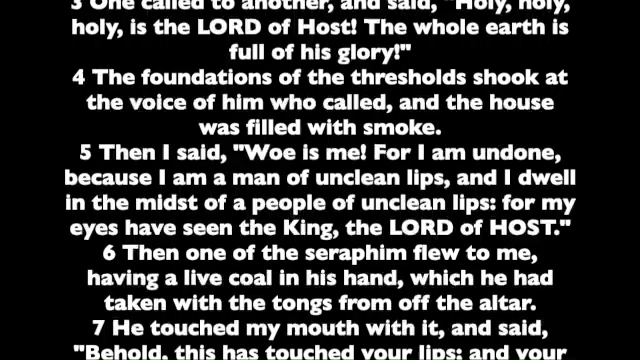 3 One called to another, and said, "Holy, holy,
holy, is the LORD of Host! The whole earth is
full of his glory!"
4 The foundations of the thresholds shook at
the voice of him who called, and the house
was filled with smoke.
5 Then I said, "Woe is me! For I am undone,
because I am a man of unclean lips, and I dwell
in the midst of a people of unclean lips: for my
eyes have seen the King, the LORD of HOST."
6 Then one of the seraphim flew to me,
having a live coal in his hand, which he had
taken with the tongs from off the altar.
7 He touched my mouth with it, and said,
"Behold, this has touched your lips; and your